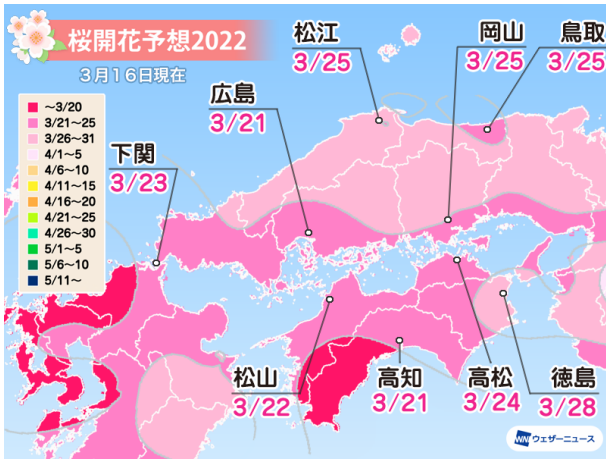 桜開花予想2022
3月16日現在
～3/20
3/21～25
3/26～31
4/1～5
4/6～10
4/11～15
4/16～20
4/21～25
4/26～30
5/1～5
5/6～10
5/11～
松江
3/25
岡山
3/25
鳥取
3/25
広島
3/21
下関
3/23
松山
3/22
高知
3/21
高松
3/24
徳島
3/28
WNI ウェザーニュース